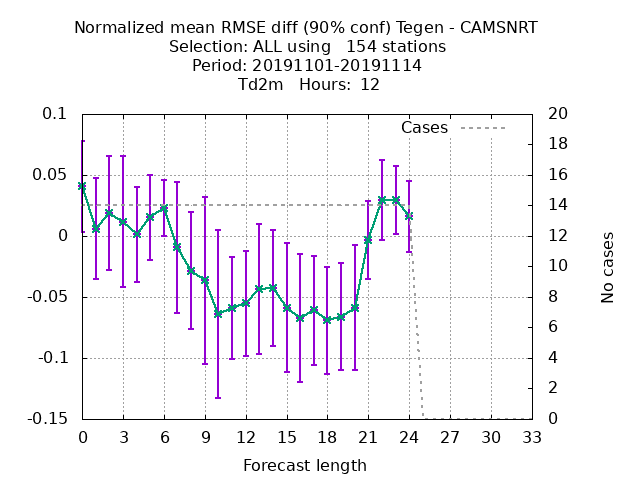 Normalized mean RMSE diff (90% conf) Tegen - CAMSNRT
Selection: ALL using   154 stations
Period: 20191101-20191114
Td2m   Hours:  12
Cases
0.1
0.05
0
-0.05
-0.1
-0.15
20
18
16
14
12
10
8
6
4
2
0
No cases
0 3 6 9 12 15 18 21 24 27 30 33
Forecast length